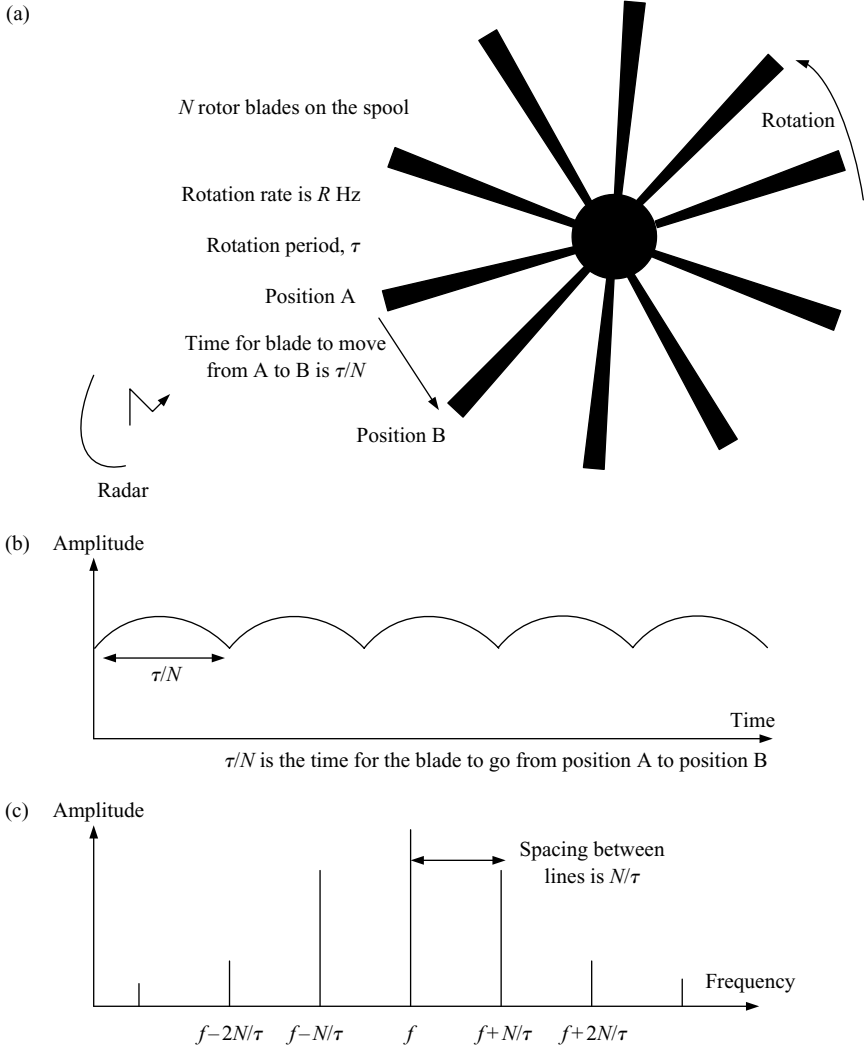 (a)
N rotor blades on the spool
Rotation
Rotation rate is R Hz
Rotation period, τ
Position A
Time for blade to move
from A to B is τ/N
Position B
Radar
(b)
Amplitude
τ/N
Time
τ/N is the time for the blade to go from position A to position B
(c)
Amplitude
Spacing between
lines is N/τ
Frequency
f−2N/τ
f−N/τ
f
f+N/τ
f+2N/τ